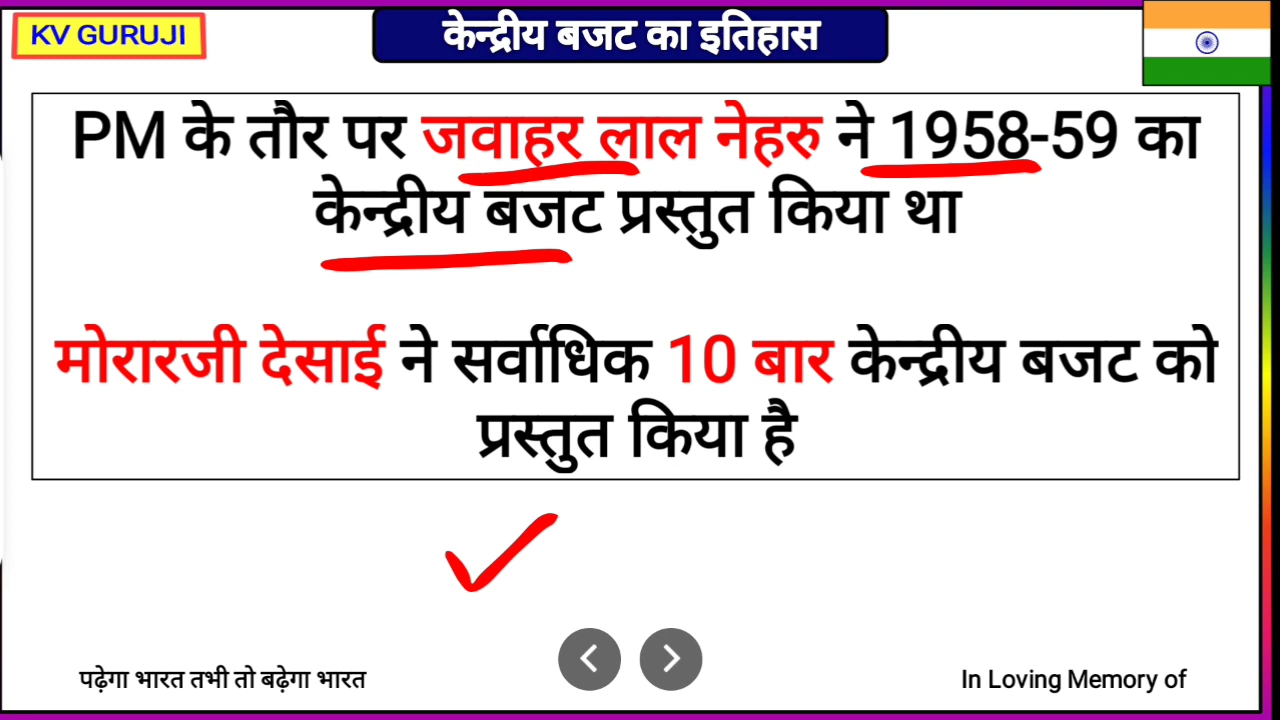 KV GURUJI
केन्द्रीय बजट का इतिहास
PM के तौर पर जवाहर लाल नेहरु ने 1958-59 का
केन्द्रीय बजट प्रस्तुत किया था
मोरारजी देसाई ने सर्वाधिक 10 बार केन्द्रीय बजट को
प्रस्तुत किया है
पढ़ेगा भारत तभी तो बढ़ेगा भारत
In Loving Memory of